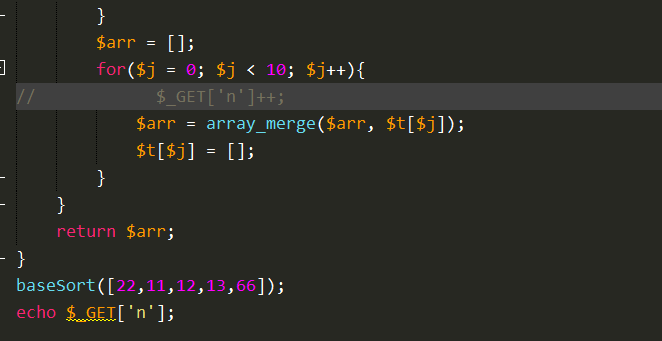 }
$arr = [];
for($j = 0; $j < 10; $j++){
// $_GET['n']++;
$arr = array_merge($arr, $t[$j]);
$t[$j] = [];
}
}
return $arr;
}
baseSort([22,11,12,13,66]);
echo $_GET['n'];